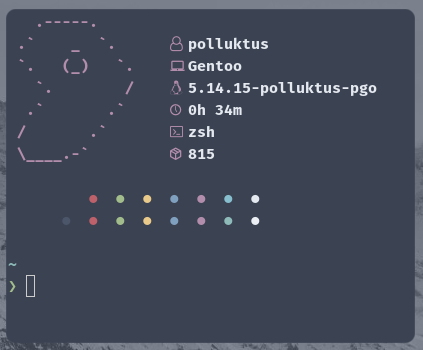 polluktus
Gentoo
5.14.15-polluktus-pgo
0h 34m
zsh
815
~
❯